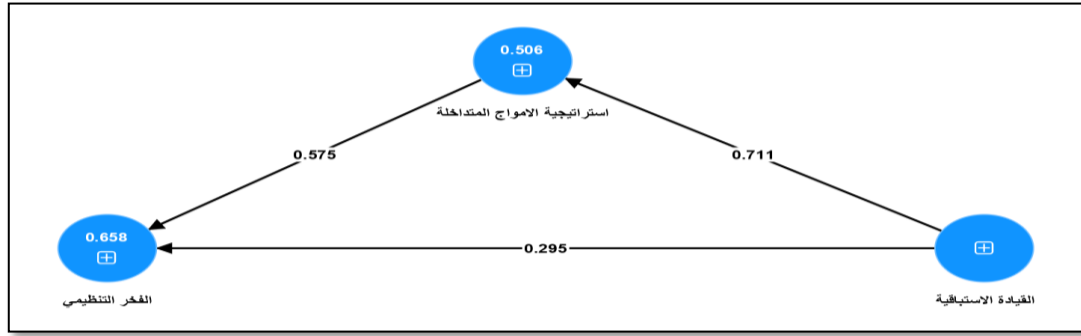 0.506
استراتيجية الامواج المتداخلة
0.575
0.711
0.658
0.295
الفخر التنظيمي
القيادة الاستباقية